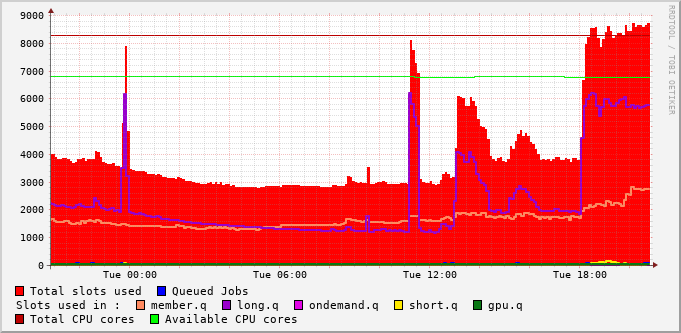 9000
8000
7000
6000
5000
4000
3000
2000
1000
0
Tue 00:00 Tue 06:00 Tue 12:00 Tue 18:00
RRDTOOL / TOBI OETIKER
Total slots used Queued Jobs
Slots used in : member.q long.q ondemand.q short.q gpu.q
Total CPU cores Available CPU cores